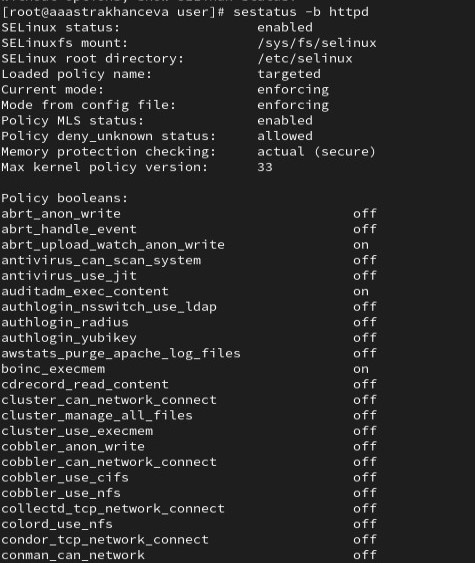 [root@aaastrakhanceva user]# sestatus -b httpd
SELinux status: enabled
SELinuxfs mount: /sys/fs/selinux
SELinux root directory: /etc/selinux
Loaded policy name: targeted
Current mode: enforcing
Mode from config file: enforcing
Policy MLS status: enabled
Policy deny_unknown status: allowed
Memory protection checking: actual (secure)
Max kernel policy version: 33
Policy booleans:
abrt_anon_write off
abrt_handle_event off
abrt_upload_watch_anon_write on
antivirus_can_scan_system off
antivirus_use_jit off
auditadm_exec_content on
authlogin_nsswitch_use_ldap off
authlogin_radius off
authlogin_yubikey off
awstats_purge_apache_log_files off
boinc_execmem on
cdrecord_read_content off
cluster_can_network_connect off
cluster_manage_all_files off
cluster_use_execmem off
cobbler_anon_write off
cobbler_can_network_connect off
cobbler_use_cifs off
cobbler_use_nfs off
collectd_tcp_network_connect off
colord_use_nfs off
condor_tcp_network_connect off
conman_can_network off